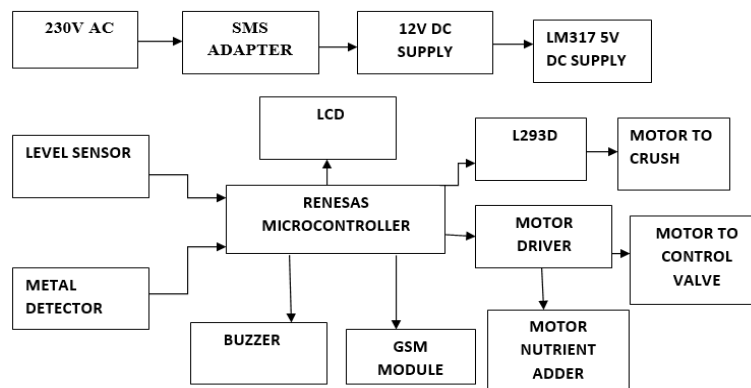 230V AC
SMS
ADAPTER
12V DC
SUPPLY
LM317 5V
DC SUPPLY
LCD
L293D
MOTOR TO
CRUSH
LEVEL SENSOR
RENESAS
MICROCONTROLLER
MOTOR
DRIVER
MOTOR TO
CONTROL
VALVE
METAL
DETECTOR
BUZZER
GSM
MODULE
MOTOR
NUTRIENT
ADDER